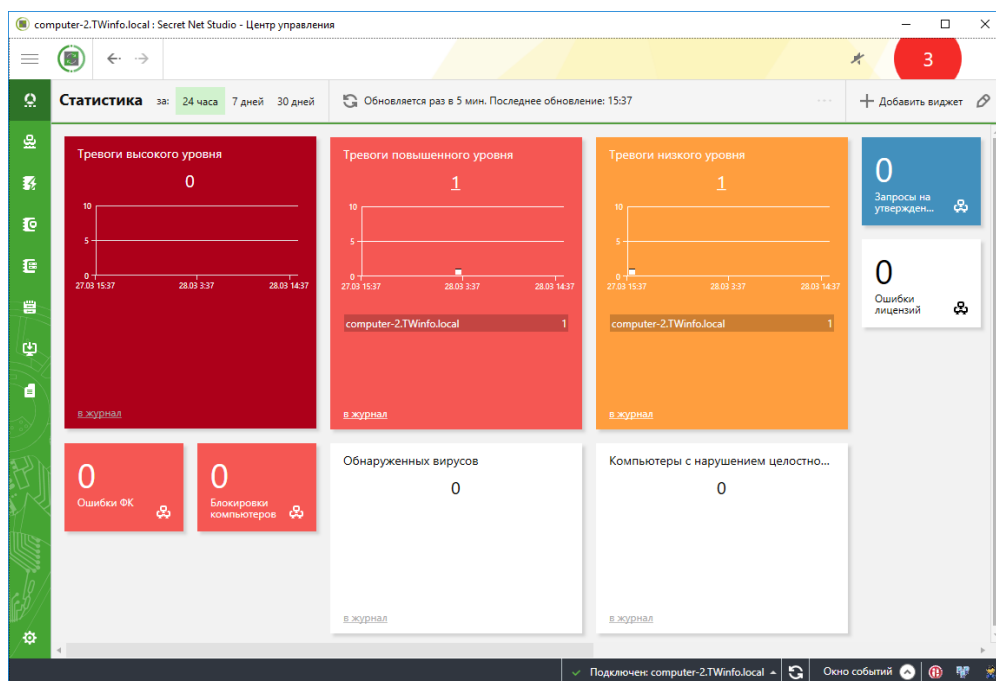 computer-2.TWinfo.local : Secret Net Studio - Центр управления
3
Статистика за: 24 часа 7 дней 30 дней Обновляется раз в 5 мин. Последнее обновление: 15:37 ... Добавить виджет
Тревоги высокого уровня
0
10
5
0
27.03 15:37 28.03 3:37 28.03 14:37
в журнал
Тревоги повышенного уровня
1
10
5
0
27.03 15:37 28.03 3:37 28.03 14:37
computer-2.TWinfo.local 1
в журнал
Тревоги низкого уровня
1
10
5
0
27.03 15:37 28.03 3:37 28.03 14:37
computer-2.TWinfo.local 1
в журнал
0
Запросы на
утвержден...
0
Ошибки
лицензий
0
Ошибки ФК
0
Блокировки
компьютеров
Обнаруженных вирусов
0
в журнал
Компьютеры с нарушением целостно...
0
в журнал
Подключен: computer-2.TWinfo.local Окно событий